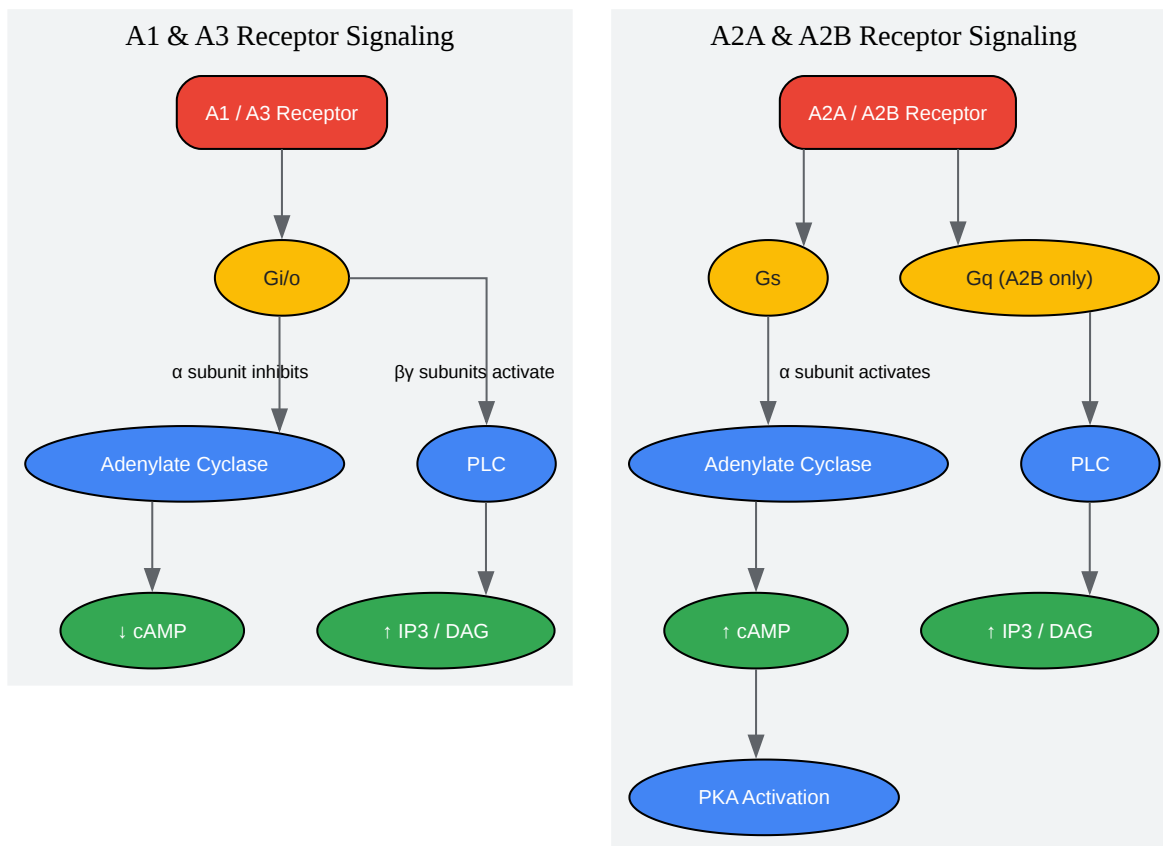 A1 & A3 Receptor Signaling
A1 / A3 Receptor
Gi/o
α subunit inhibits
βγ subunits activate
Adenylate Cyclase
PLC
↓ cAMP
↑ IP3 / DAG
A2A & A2B Receptor Signaling
A2A / A2B Receptor
Gs
Gq (A2B only)
α subunit activates
Adenylate Cyclase
PLC
↑ cAMP
↑ IP3 / DAG
PKA Activation